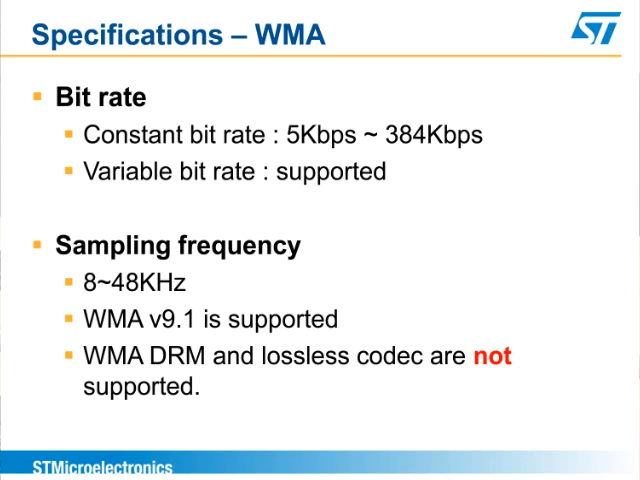 Specifications – WMA
ST
Bit rate
Constant bit rate : 5Kbps ~ 384Kbps
Variable bit rate : supported
Sampling frequency
8~48KHz
WMA v9.1 is supported
WMA DRM and lossless codec are not
supported.
STMicroelectronics